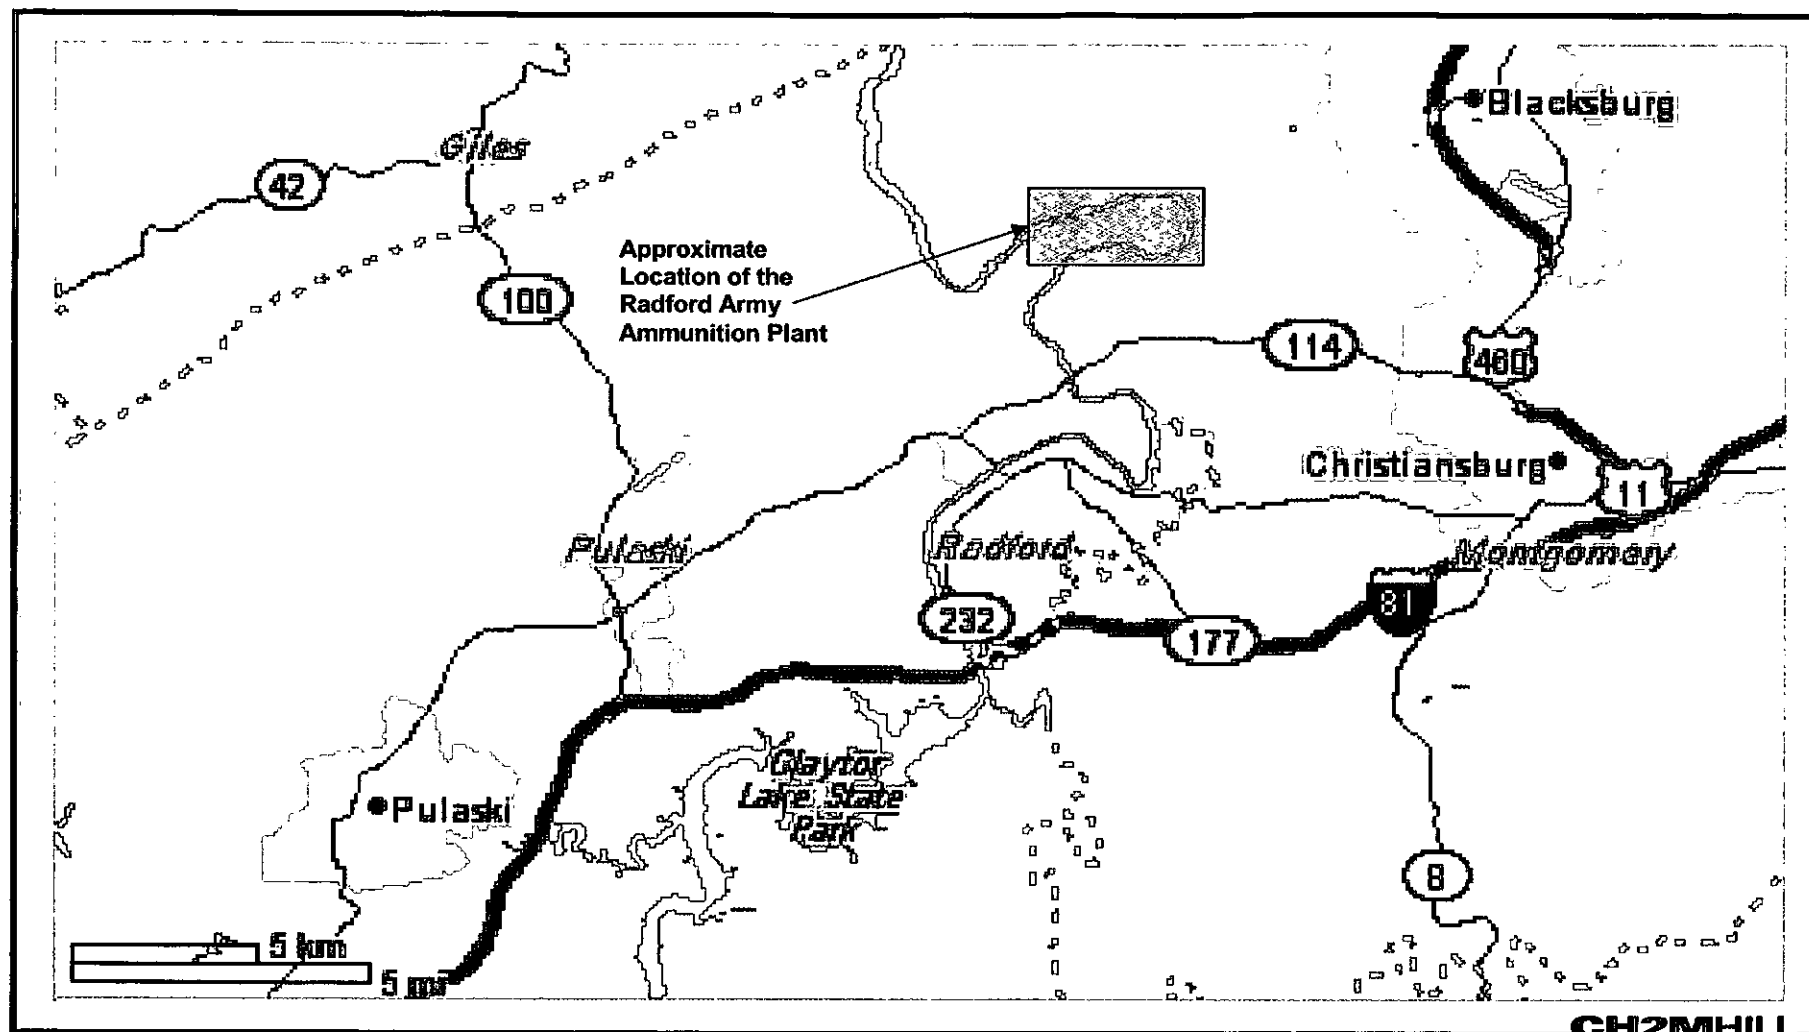 Blacksburg
Giles
42
Approximate
Location of the
Radford Army
Ammunition Plant
100
114
460
Christiansburg
11
Pulaski
Radford
Montgomery
81
232
177
Claytor
Lake State
Park
Pulaski
8
5 km
5 mi
CH2MHILL